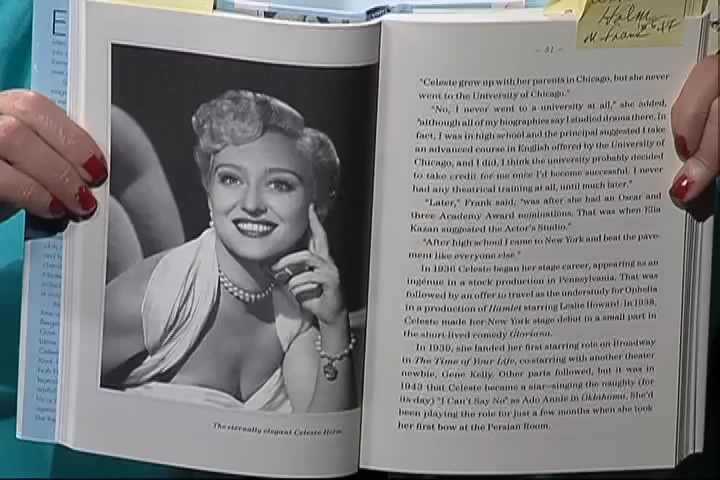 Holm
- 31 -
"Celeste grew up with her parents in Chicago, but she never
went to the University of Chicago."
"No, I never went to a university at all," she added,
"although all of my biographies say I studied drama there. In
fact, I was in high school and the principal suggested I take
an advanced course in English offered by the University of
Chicago, and I did. I think the university probably decided
to take credit for me once I'd become successful. I never
had any theatrical training at all, until much later."
"Later," Frank said, "was after she had an Oscar and
three Academy Award nominations. That was when Elia
Kazan suggested the Actor's Studio."
"After high school I came to New York and beat the pave-
ment like everyone else."
In 1936 Celeste began her stage career, appearing as an
ingénue in a stock production in Pennsylvania. That was
followed by an offer to travel as the understudy for Ophelia
in a production of Hamlet starring Leslie Howard. In 1938,
Celeste made her New York stage debut in a small part in
the short-lived comedy Gloriana.
In 1939, she landed her first starring role on Broadway
in The Time of Your Life, co-starring with another theater
newbie, Gene Kelly. Other parts followed, but it was in
1943 that Celeste became a star—singing the naughty (for
its day) "I Can't Say No" as Ado Annie in Oklahoma. She'd
been playing the role for just a few months when she took
her first bow at the Persian Room.
The eternally elegant Celeste Holm.